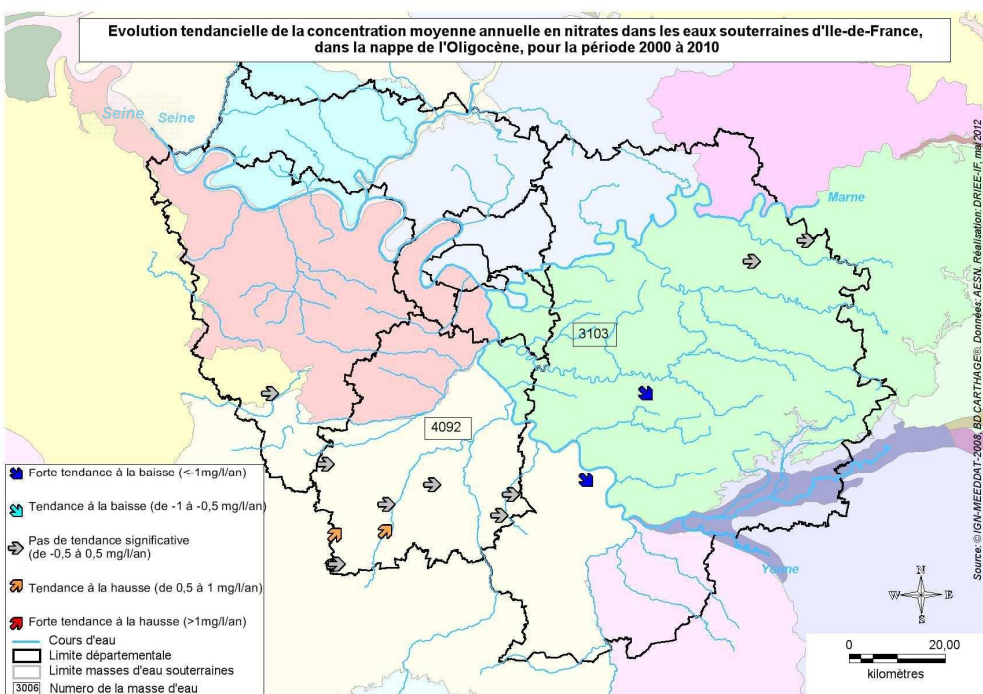 Evolution tendancielle de la concentration moyenne annuelle en nitrates dans les eaux souterraines d'Ile-de-France,
dans la nappe de l'Oligocène, pour la période 2000 à 2010
Seine
Seine
Marne
3103
4092
Yonne
Forte tendance à la baisse (<-1mg/l/an)
Tendance à la baisse (de -1 à -0,5 mg/l/an)
Pas de tendance significative
(de -0,5 à 0,5 mg/l/an)
Tendance à la hausse (de 0,5 à 1 mg/l/an)
Forte tendance à la hausse (>1mg/l/an)
Cours d'eau
Limite départementale
Limite masses d'eau souterraines
3006 Numero de la masse d'eau
N
W E
S
0 20,00
kilomètres
Source: © IGN-MEEDDAT-2008, BD CARTHAGE®, Données: AESN, Réalisation: DRIEE-IF, mai 2012